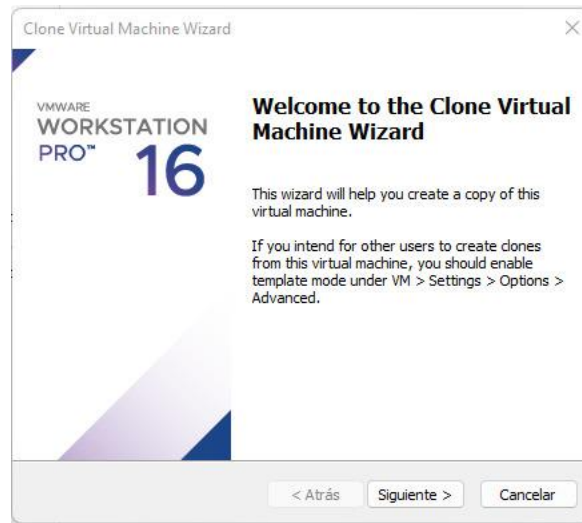 Clone Virtual Machine Wizard
VMWARE
WORKSTATION
PRO™ 16
Welcome to the Clone Virtual
Machine Wizard
This wizard will help you create a copy of this
virtual machine.
If you intend for other users to create clones
from this virtual machine, you should enable
template mode under VM > Settings > Options >
Advanced.
< Atrás Siguiente > Cancelar